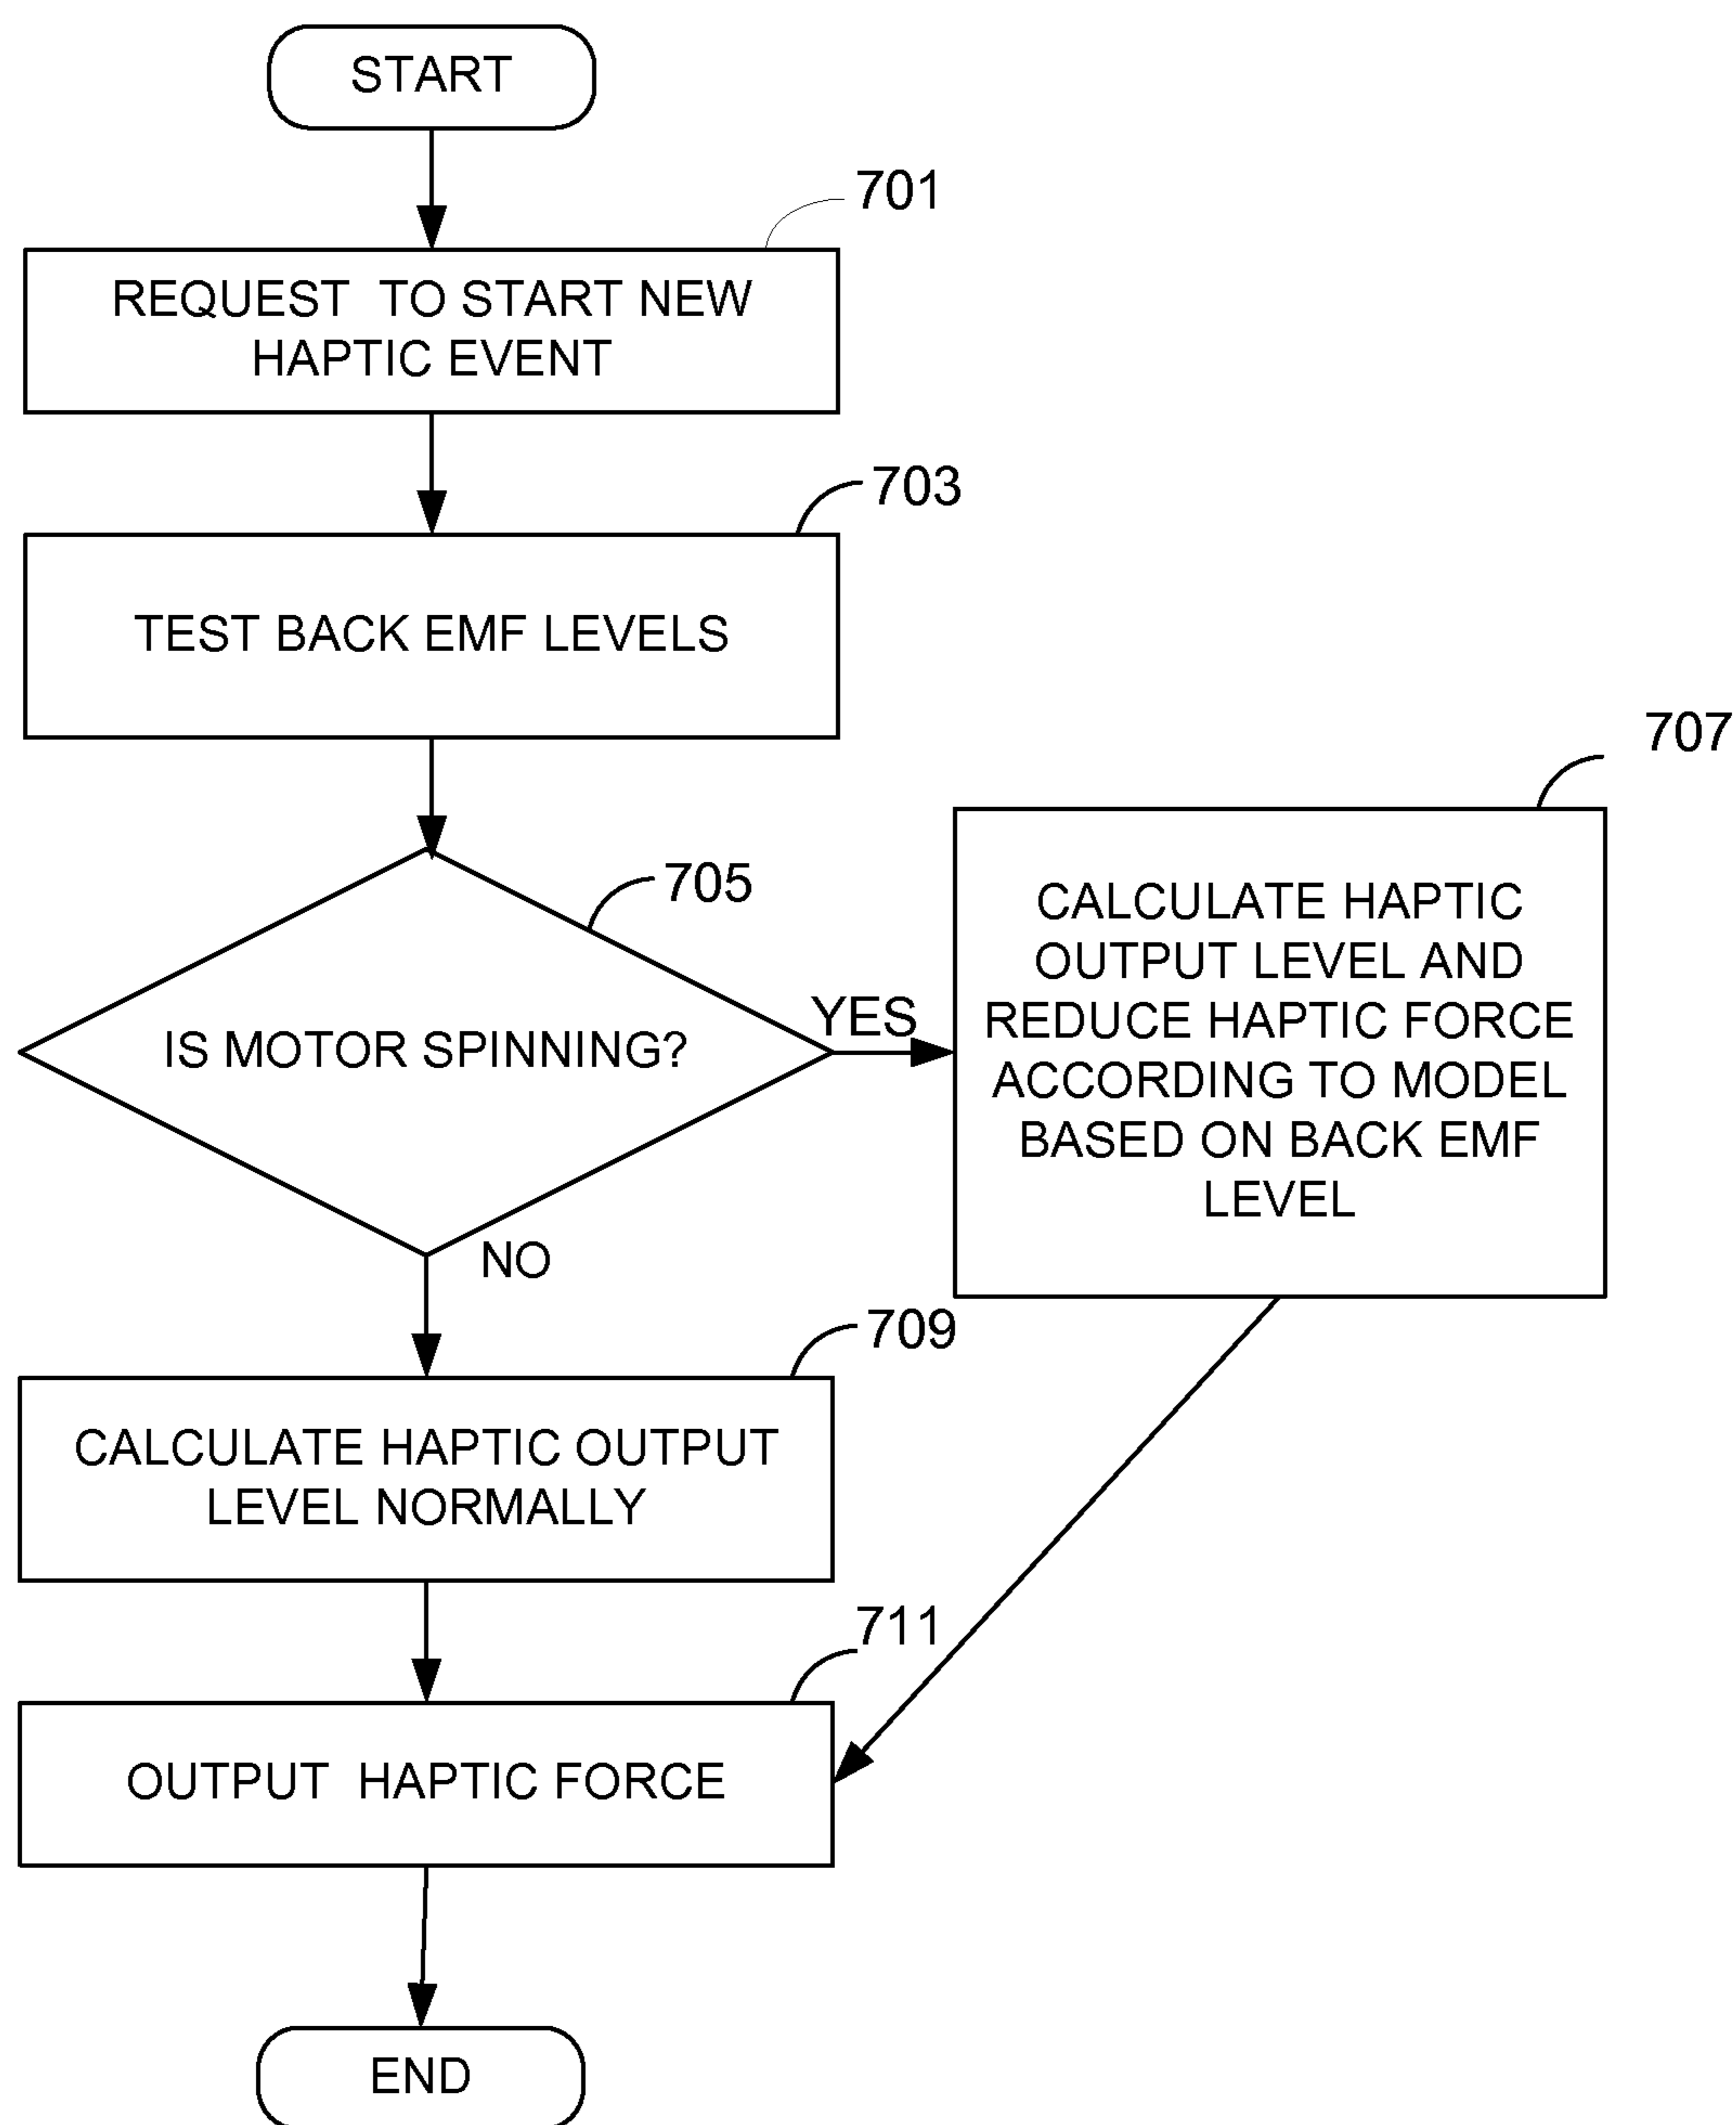 START
701
REQUEST TO START NEW
HAPTIC EVENT
703
TEST BACK EMF LEVELS
705
IS MOTOR SPINNING?
YES
707
CALCULATE HAPTIC
OUTPUT LEVEL AND
REDUCE HAPTIC FORCE
ACCORDING TO MODEL
BASED ON BACK EMF
LEVEL
NO
709
CALCULATE HAPTIC OUTPUT
LEVEL NORMALLY
711
OUTPUT HAPTIC FORCE
END